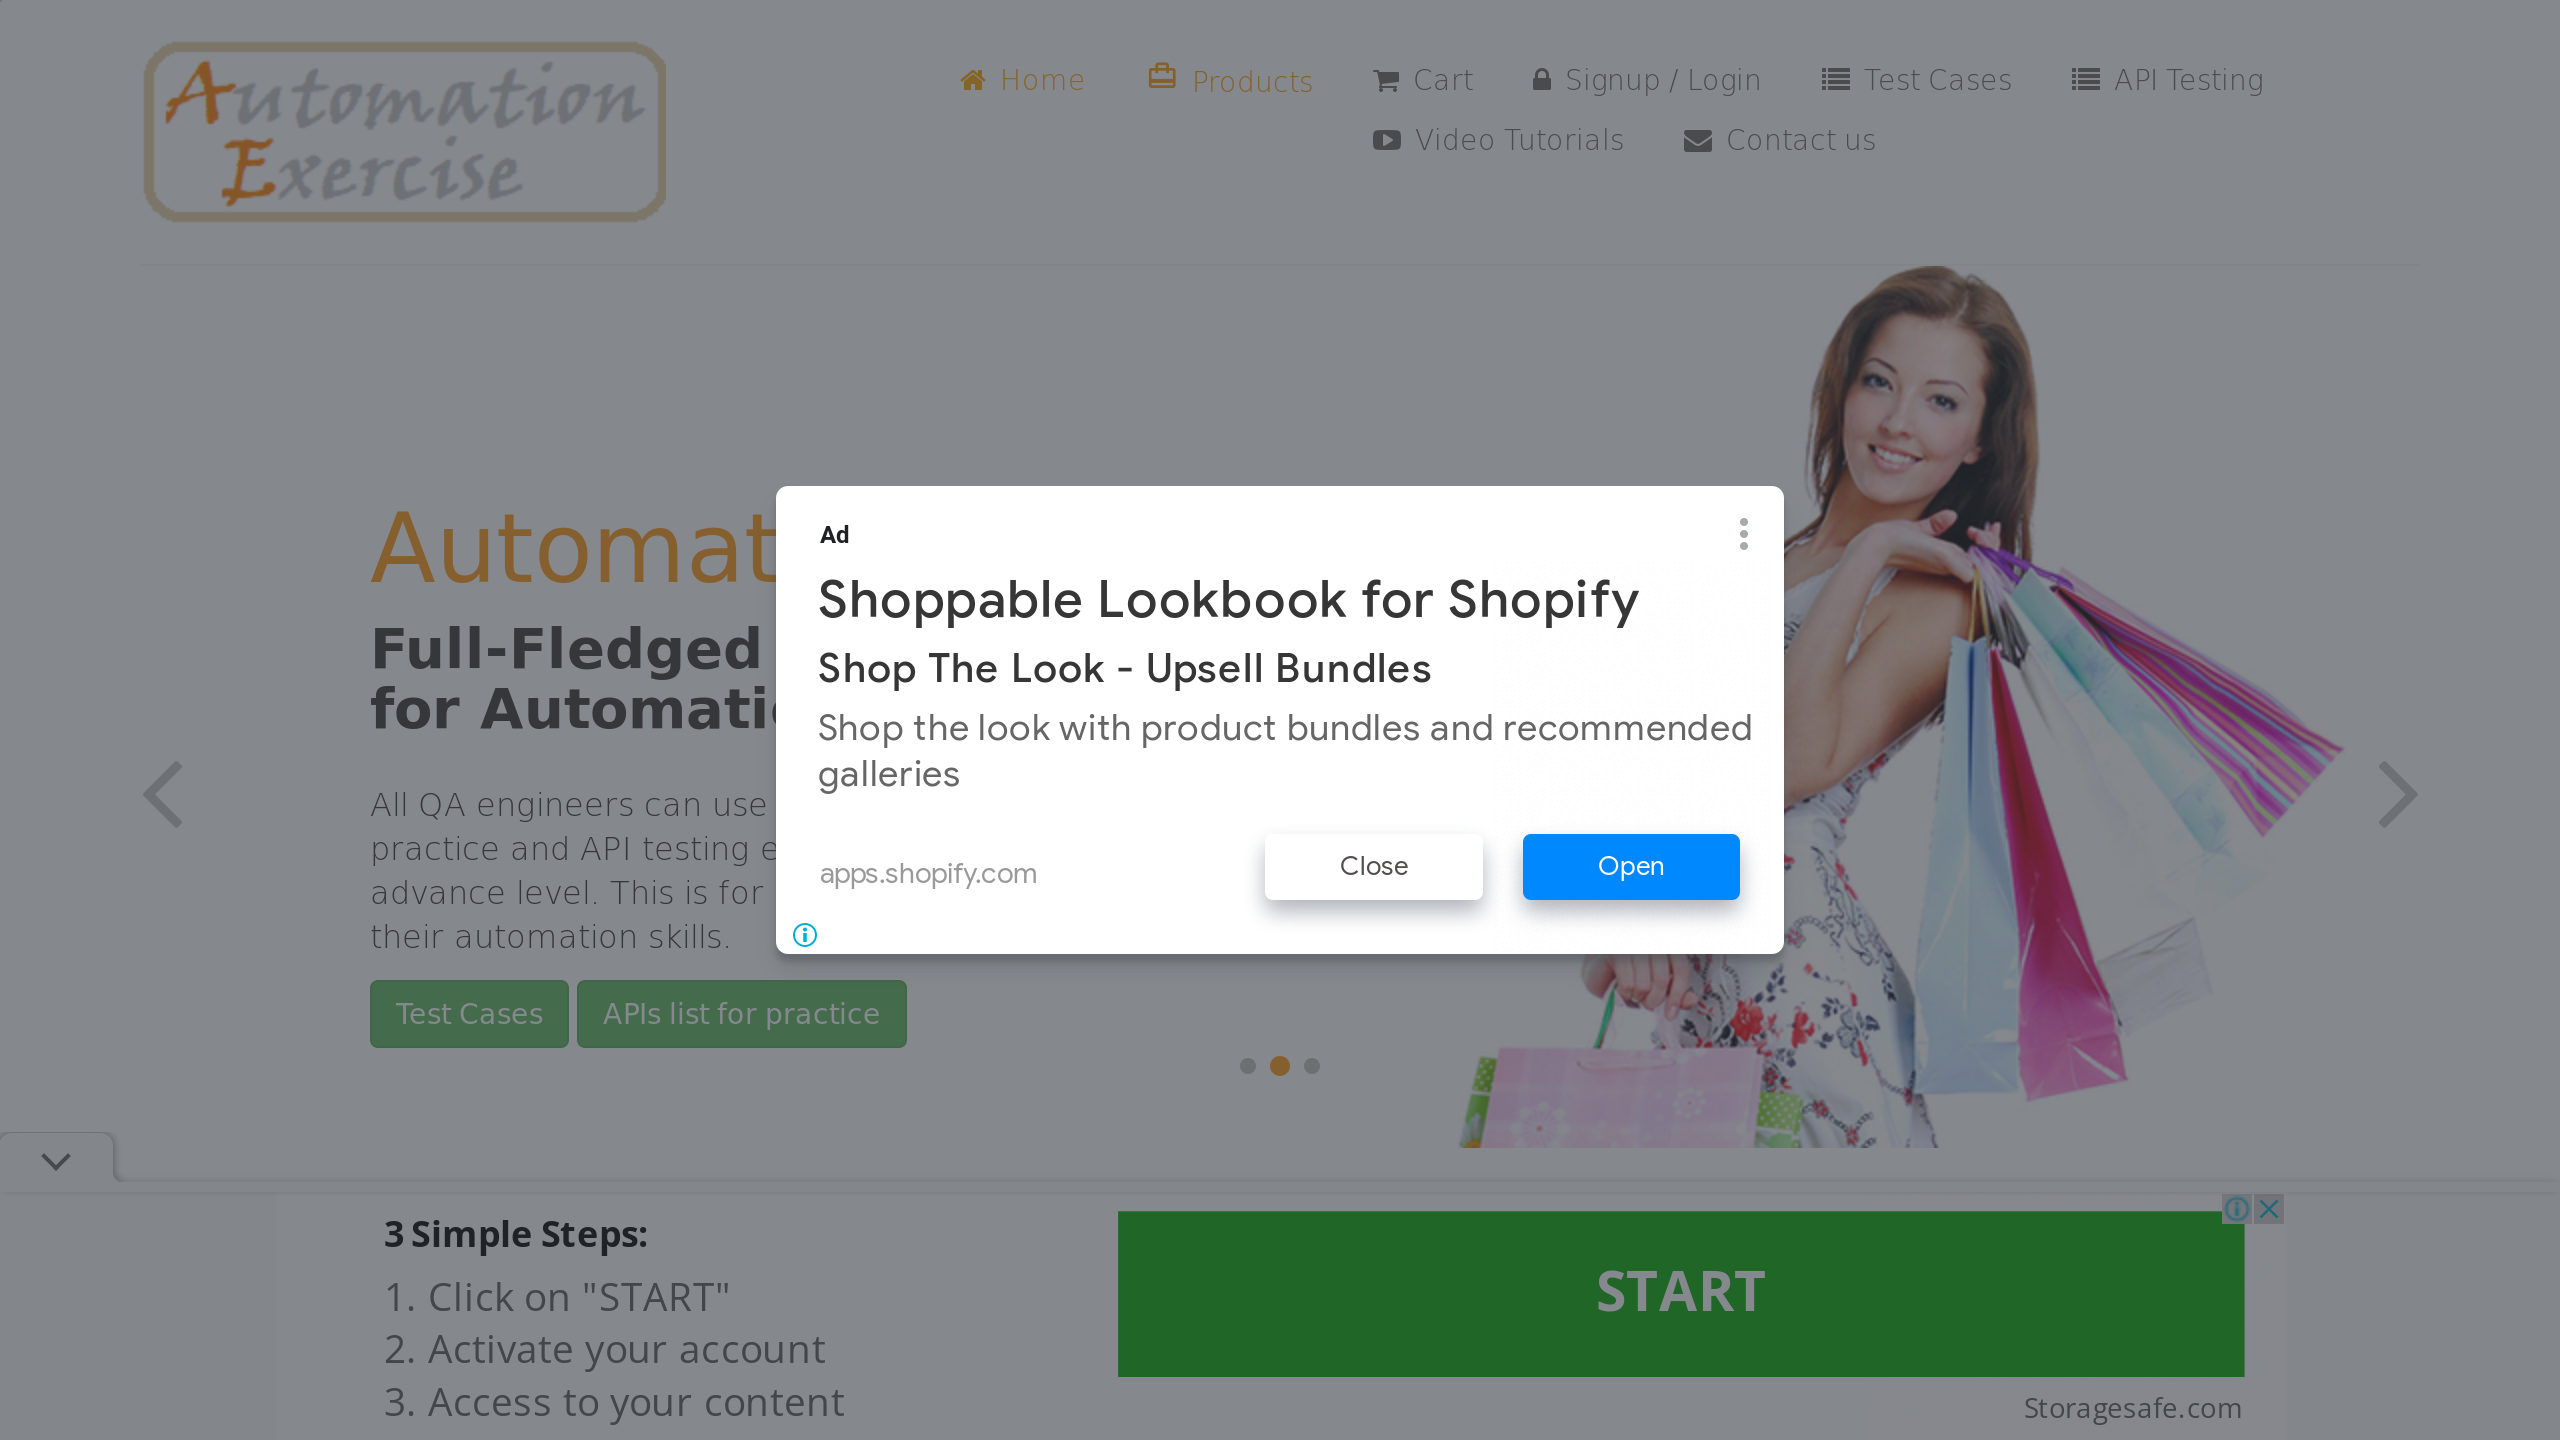 Automation
Exercise
Home
Products
Cart
Signup / Login
Test Cases
API Testing
Video Tutorials
Contact us
Automat
Full-Fledged
for Automati
All QA engineers can use
practice and API testing e
advance level. This is for
their automation skills.
Test Cases
APIs list for practice
Ad
Shoppable Lookbook for Shopify
Shop The Look - Upsell Bundles
Shop the look with product bundles and recommended
galleries
apps.shopify.com
Close
Open
3 Simple Steps:
1. Click on "START"
2. Activate your account
3. Access to your content
START
Storagesafe.com